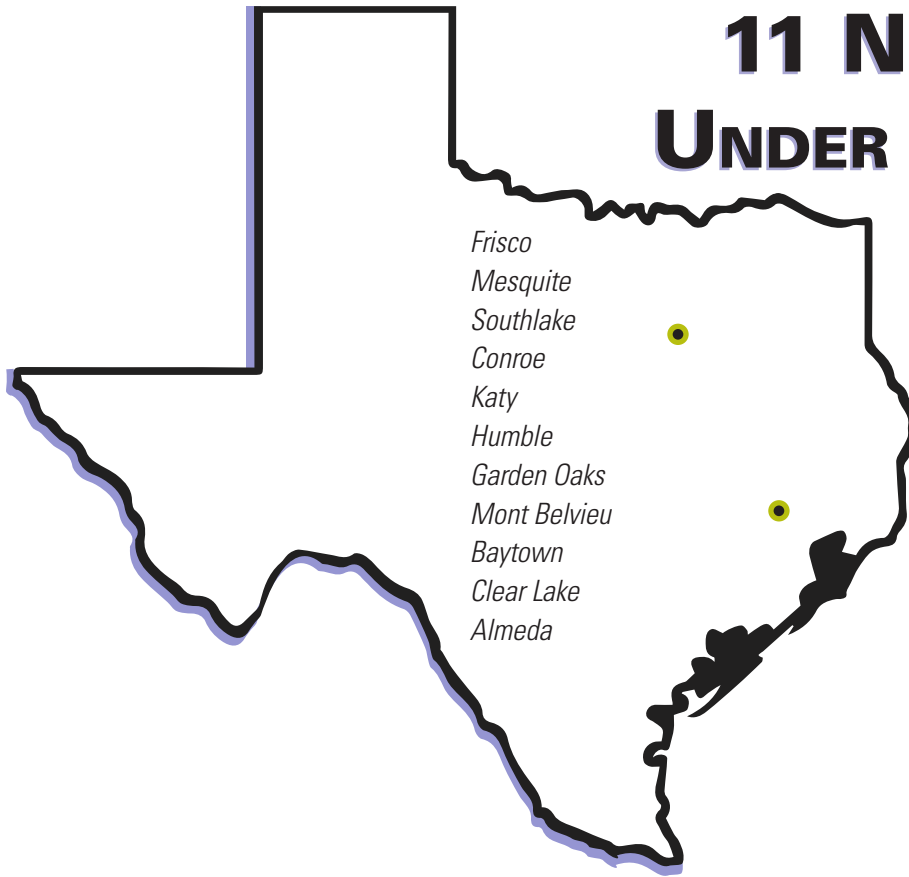 11 N
UNDER
Frisco
Mesquite
Southlake
Conroe
Katy
Humble
Garden Oaks
Mont Belvieu
Baytown
Clear Lake
Almeda